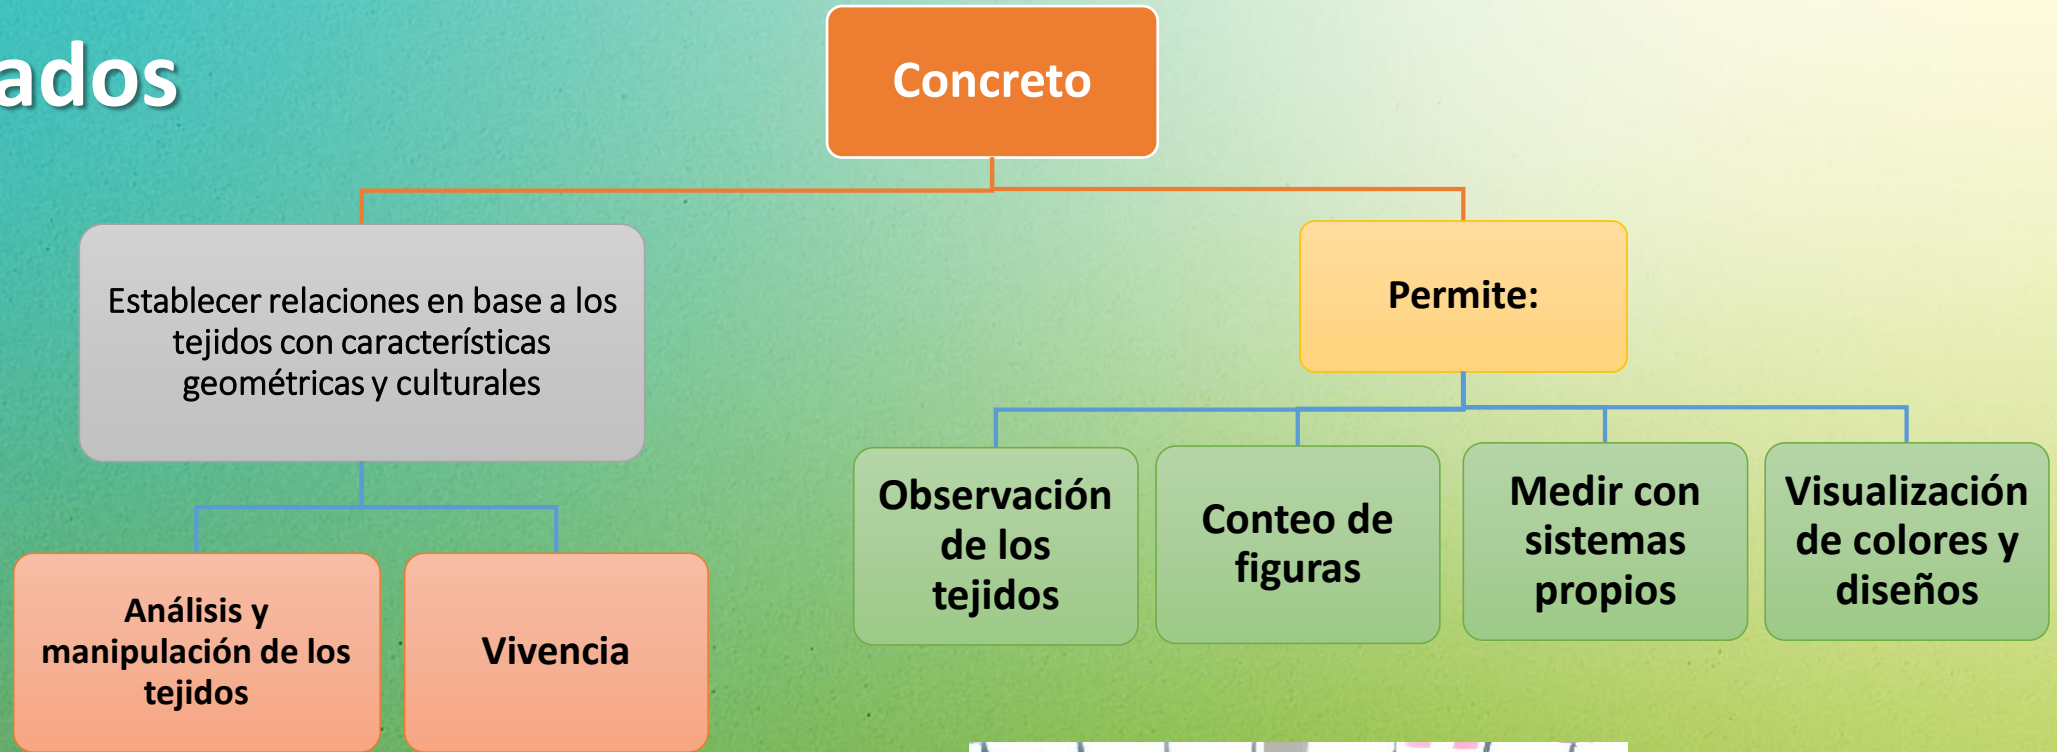 ados
Concreto
Establecer relaciones en base a los
tejidos con características
geométricas y culturales
Permite:
Análisis y
manipulación de los
tejidos
Vivencia
Observación
de los
tejidos
Conteo de
figuras
Medir con
sistemas
propios
Visualización
de colores y
diseños